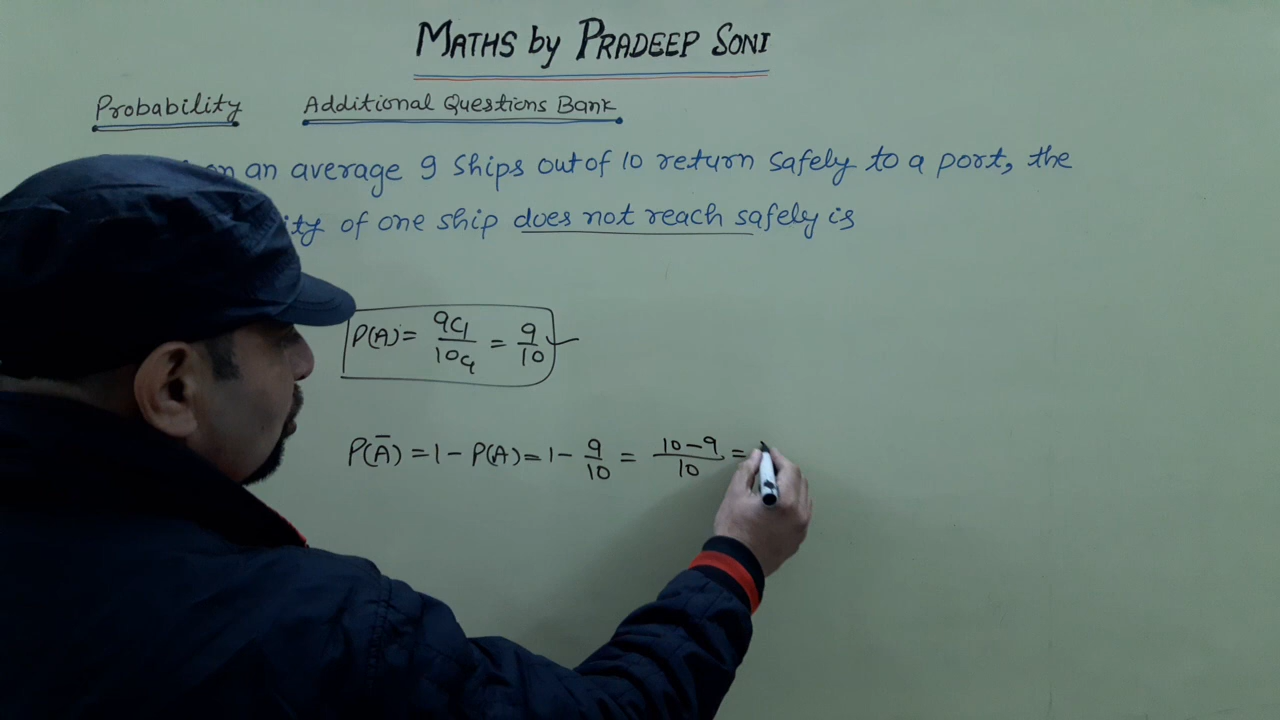 MATHS by PRADEEP SONI
Probability Additional Questions Bank
on an average 9 ships out of 10 return safely to a port, the
ity of one ship does not reach safely is
P(A) = 9C1/10C1 = 9/10
P(Ā) = 1 - P(A) = 1 - 9/10 = 10-9/10 =